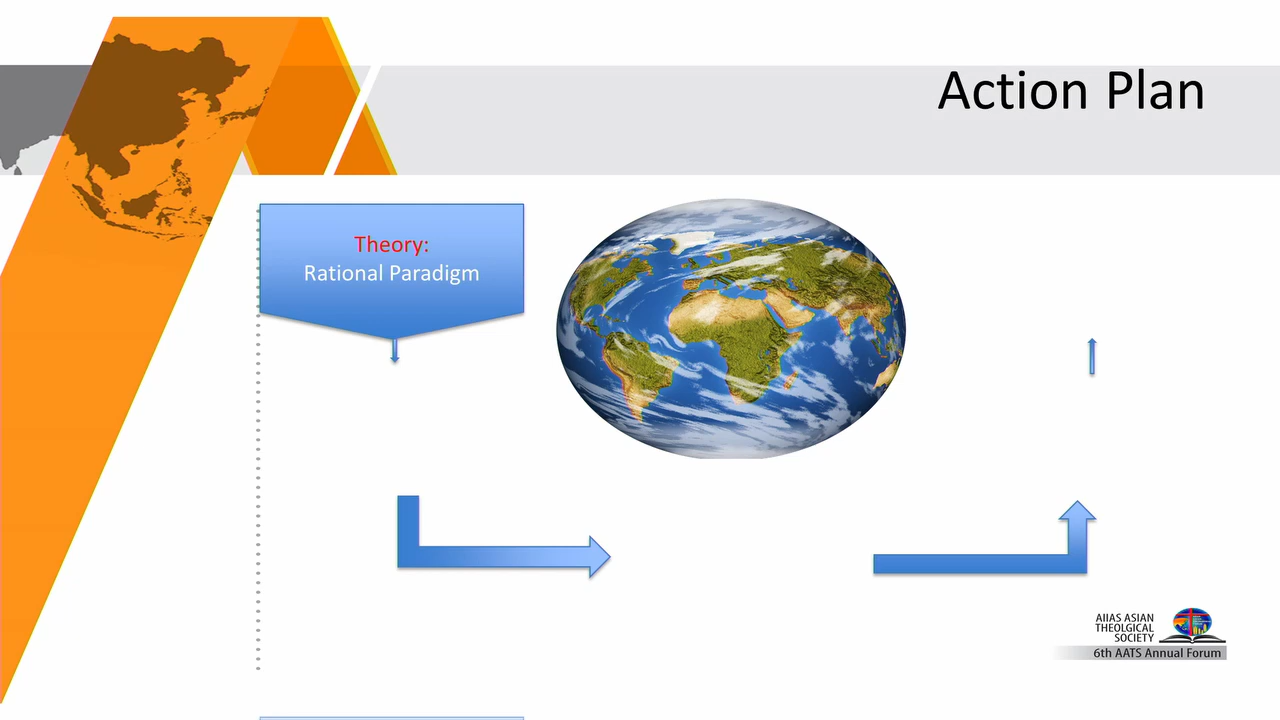 Action Plan
Theory:
Rational Paradigm
AIIAS ASIAN
THEOLGICAL
SOCIETY
6th AATS Annual Forum